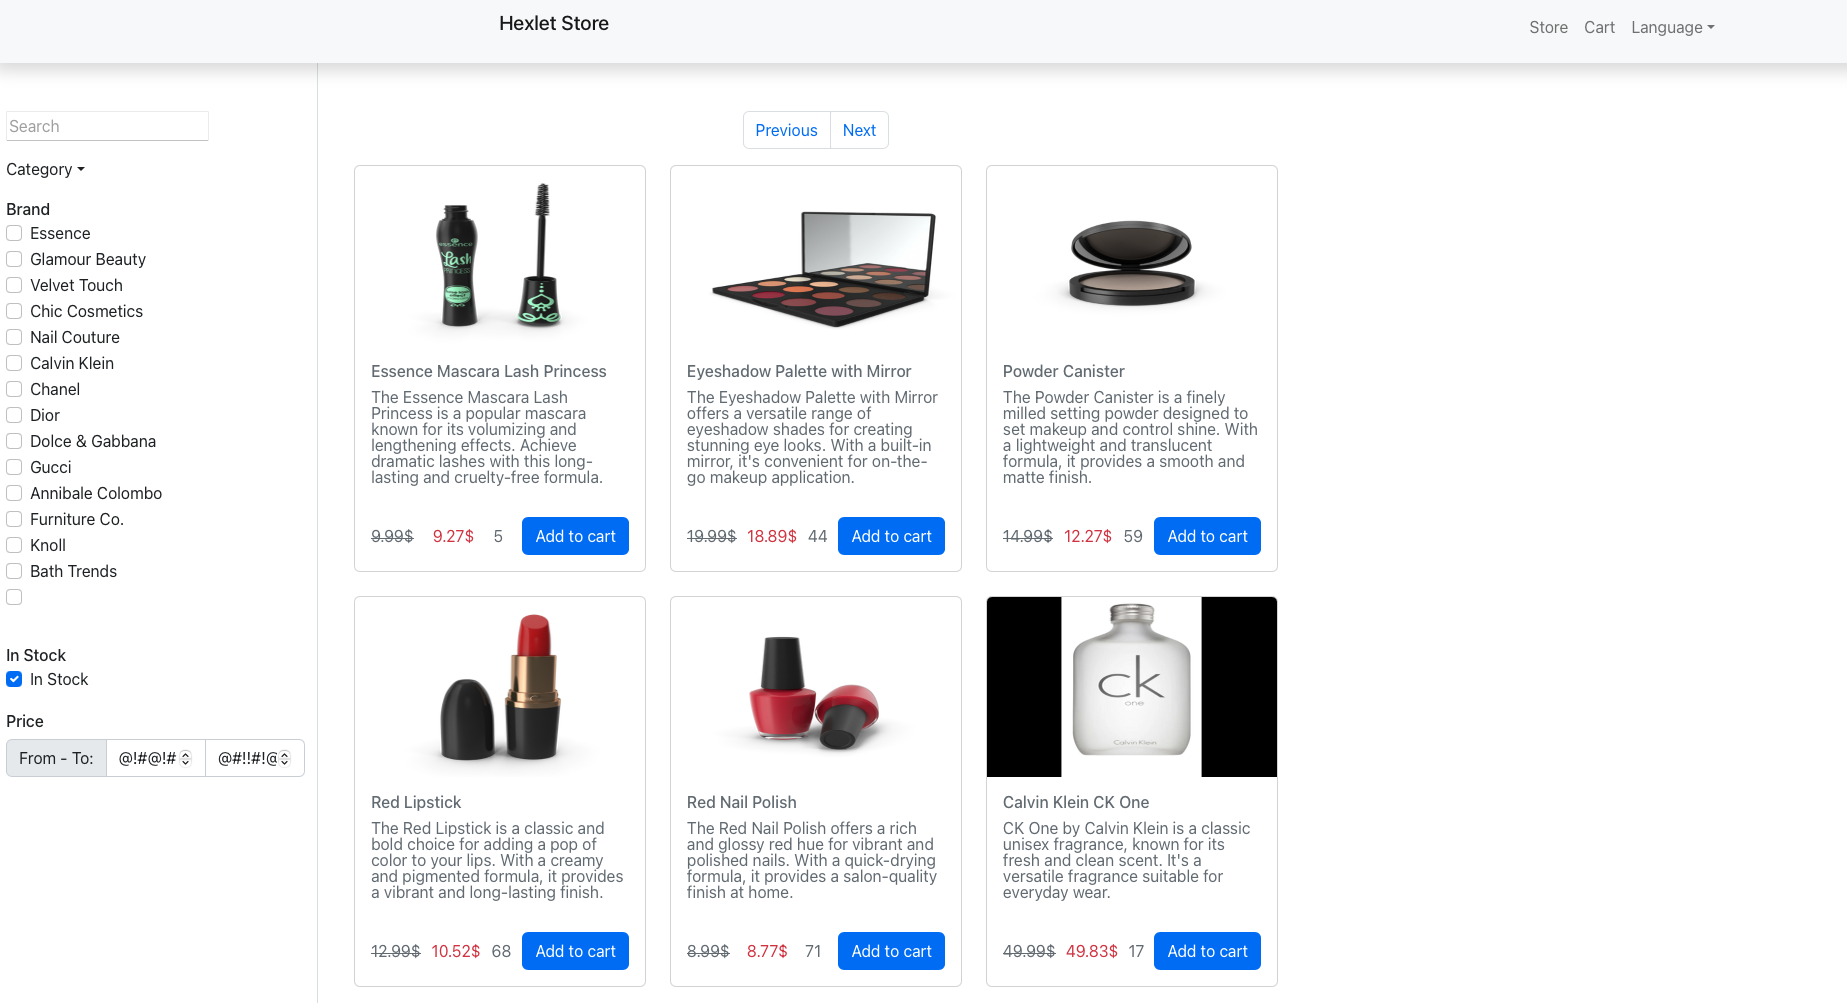 Hexlet Store
Store Cart Language
Search
Category
Brand
Essence
Glamour Beauty
Velvet Touch
Chic Cosmetics
Nail Couture
Calvin Klein
Chanel
Dior
Dolce & Gabbana
Gucci
Annibale Colombo
Furniture Co.
Knoll
Bath Trends
In Stock
In Stock
Price
From - To: @!#@!# @#!!#!@
Previous Next
essence
Lash
PRINCESS
Essence Mascara Lash Princess
The Essence Mascara Lash
Princess is a popular mascara
known for its volumizing and
lengthening effects. Achieve
dramatic lashes with this long-
lasting and cruelty-free formula.
9.99$ 9.27$ 5 Add to cart
Eyeshadow Palette with Mirror
The Eyeshadow Palette with Mirror
offers a versatile range of
eyeshadow shades for creating
stunning eye looks. With a built-in
mirror, it's convenient for on-the-
go makeup application.
19.99$ 18.89$ 44 Add to cart
Powder Canister
The Powder Canister is a finely
milled setting powder designed to
set makeup and control shine. With
a lightweight and translucent
formula, it provides a smooth and
matte finish.
14.99$ 12.27$ 59 Add to cart
Red Lipstick
The Red Lipstick is a classic and
bold choice for adding a pop of
color to your lips. With a creamy
and pigmented formula, it provides
a vibrant and long-lasting finish.
12.99$ 10.52$ 68 Add to cart
Red Nail Polish
The Red Nail Polish offers a rich
and glossy red hue for vibrant and
polished nails. With a quick-drying
formula, it provides a salon-quality
finish at home.
8.99$ 8.77$ 71 Add to cart
ck
one
Calvin Klein
Calvin Klein CK One
CK One by Calvin Klein is a classic
unisex fragrance, known for its
fresh and clean scent. It's a
versatile fragrance suitable for
everyday wear.
49.99$ 49.83$ 17 Add to cart